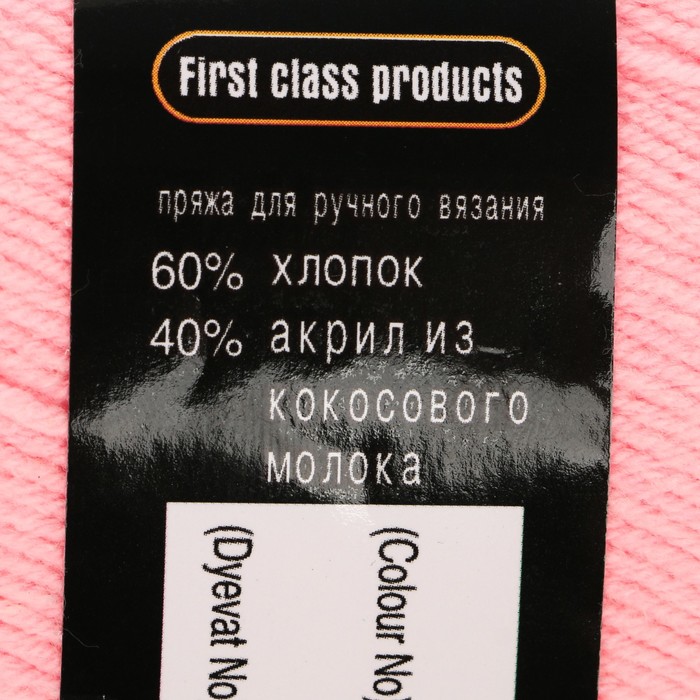 First class products
пряжа для ручного вязания
60% хлопок
40% акрил из
кокосового
молока
(Colour No)
(Dyevat No